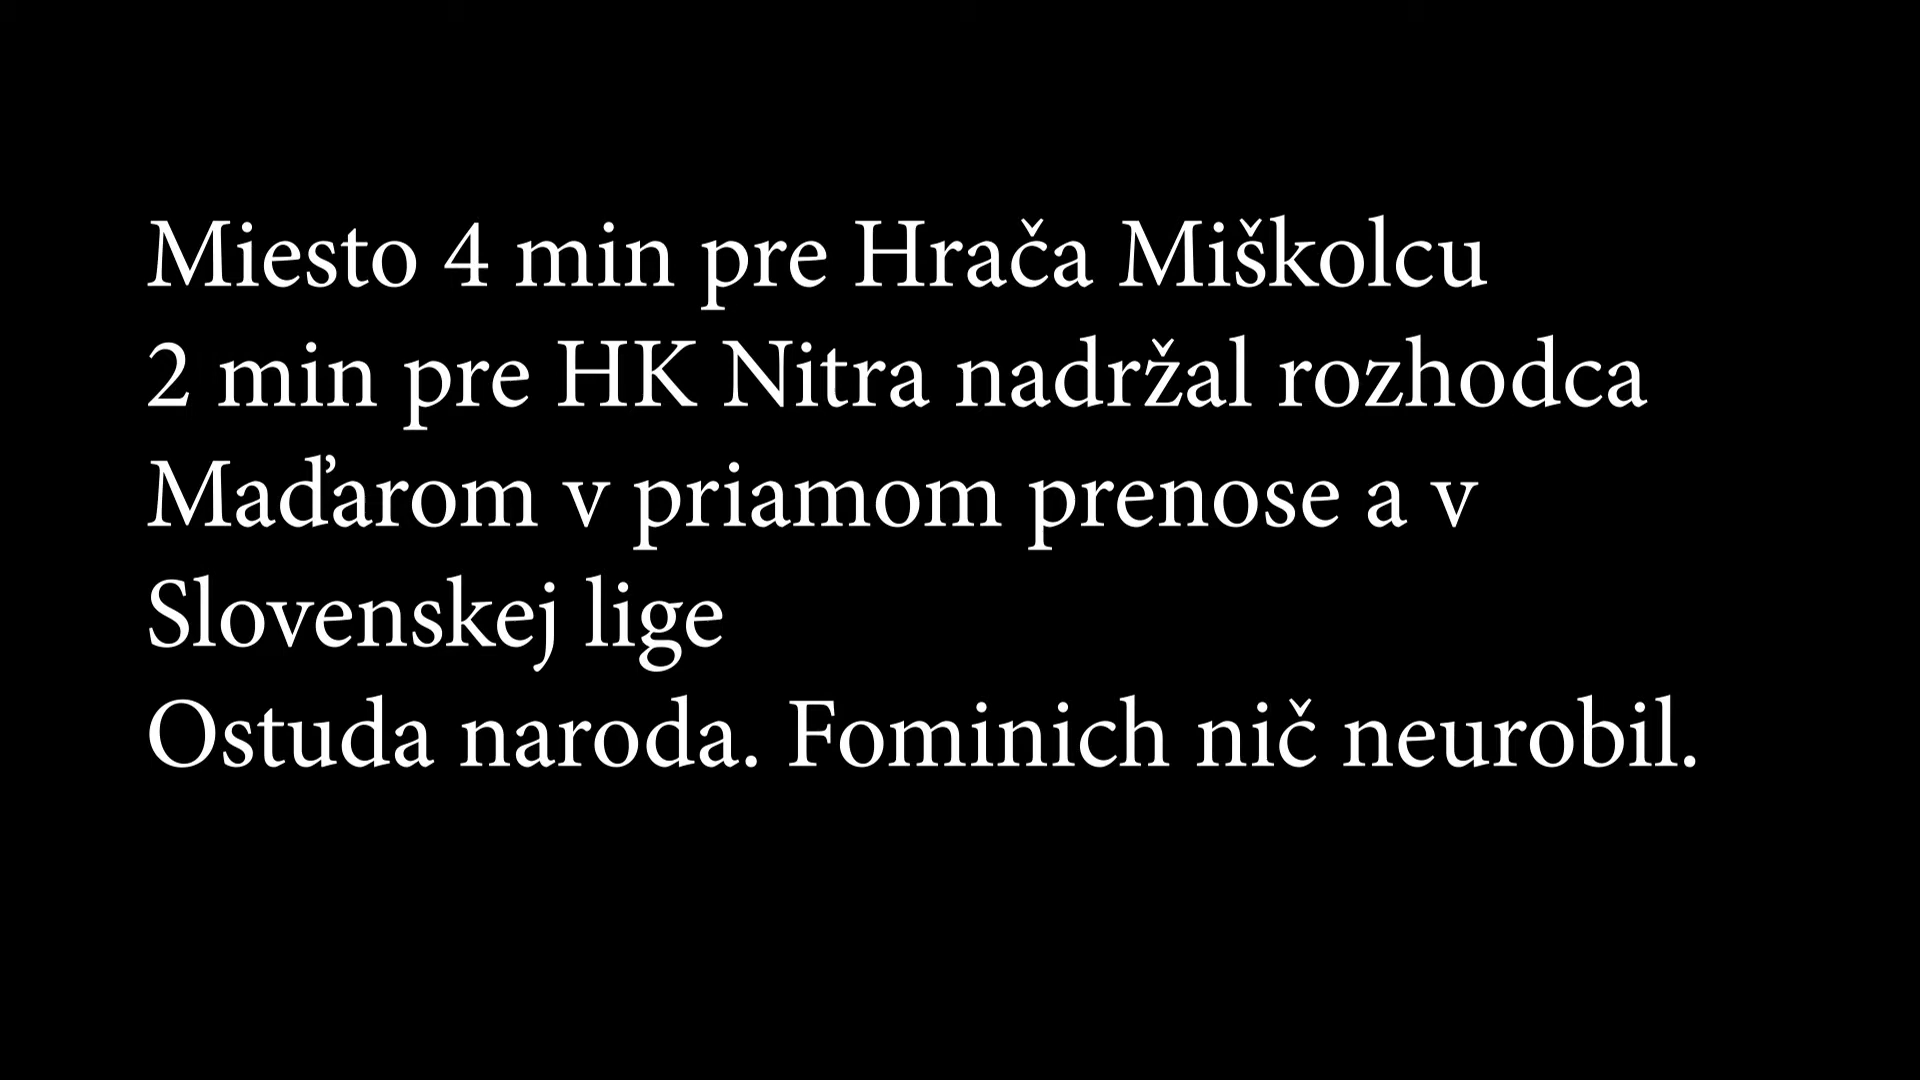 Miesto 4 min pre Hrača Miškolcu
2 min pre HK Nitra nadržal rozhodca
Maďarom v priamom prenose a v
Slovenskej lige
Ostuda naroda. Fominich nič neurobil.